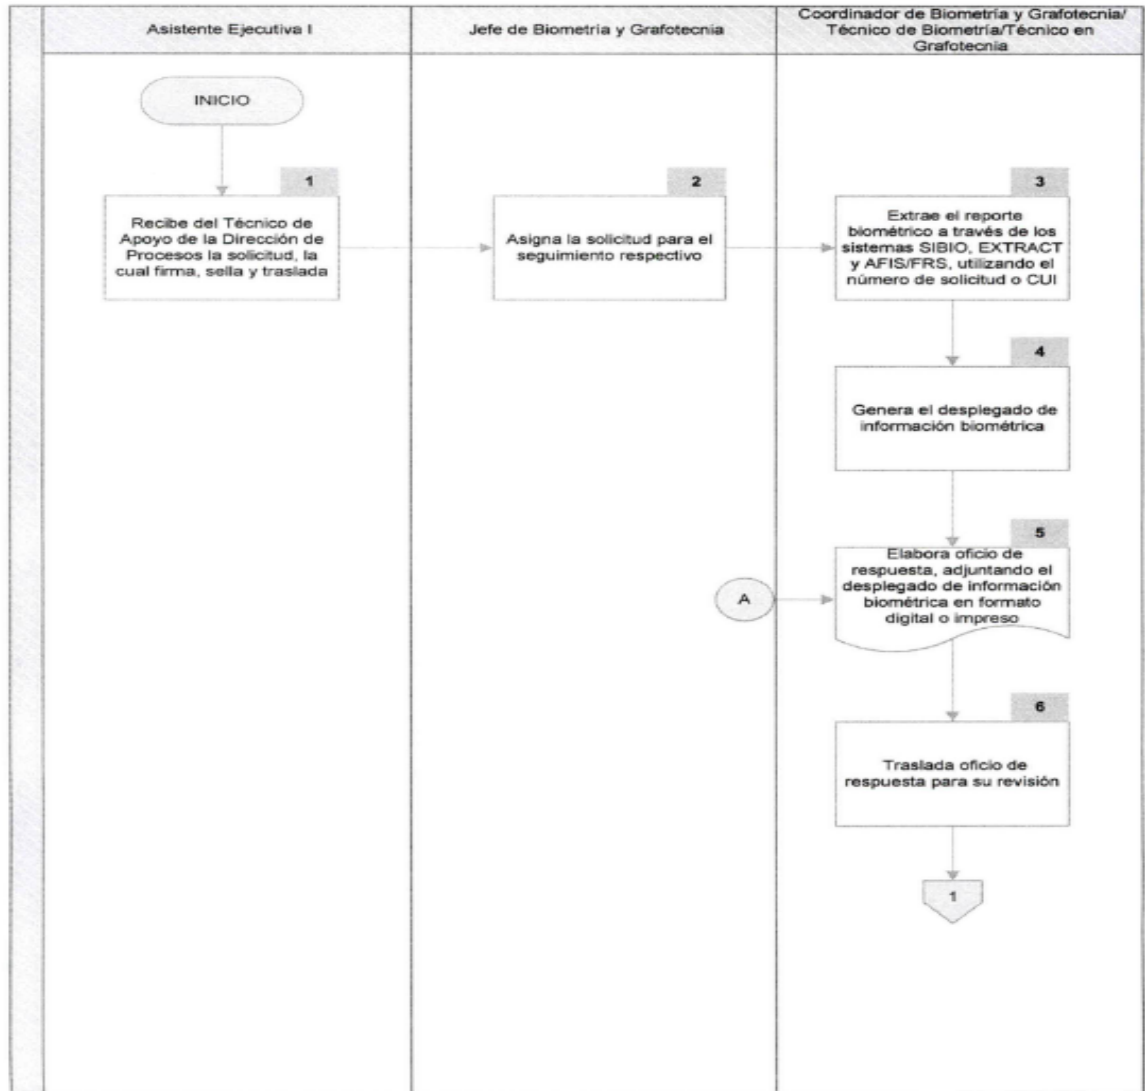 Asistente Ejecutiva I
Jefe de Biometría y Grafotecnia
Coordinador de Biometría y Grafotecnia/
Técnico de Biometría/Técnico en
Grafotecnia
INICIO
1
Recibe del Técnico de
Apoyo de la Dirección de
Procesos la solicitud, la
cual firma, sella y traslada
2
Asigna la solicitud para el
seguimiento respectivo
3
Extrae el reporte
biométrico a través de los
sistemas SIBIO, EXTRACT
y AFIS/FRS, utilizando el
número de solicitud o CUI
4
Genera el desplegado de
información biométrica
5
Elabora oficio de
respuesta, adjuntando el
desplegado de información
biométrica en formato
digital o impreso
A
6
Traslada oficio de
respuesta para su revisión
1